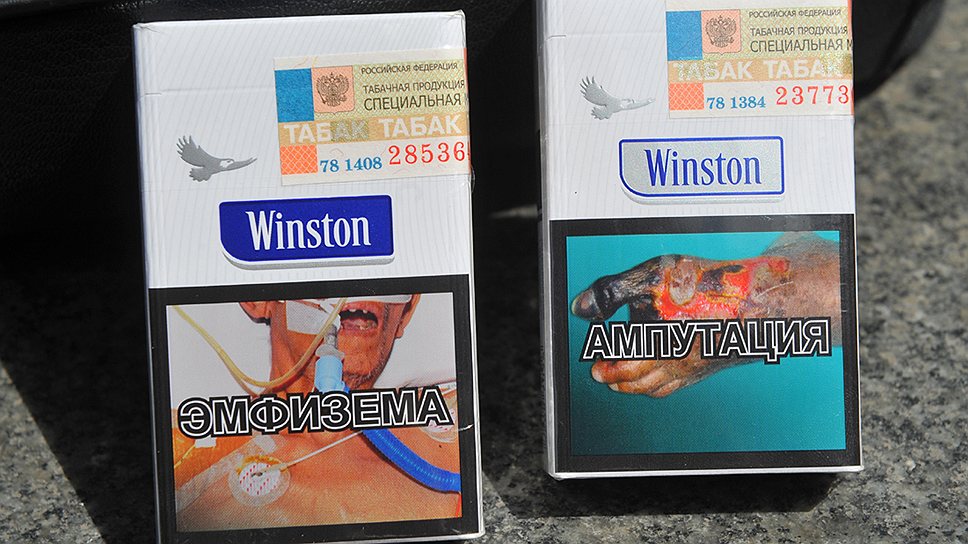 РОССИЙСКАЯ ФЕДЕРАЦИЯ
ТАБАЧНАЯ ПРОДУКЦИЯ
СПЕЦИАЛЬНАЯ
ТАБАК ТАБАК
78 1408 28536
Winston
ЭМФИЗЕМА
РОССИЙСКАЯ ФЕДЕРАЦИЯ
ТАБАЧНАЯ ПРОДУКЦИЯ
СПЕЦИАЛЬНАЯ М
ТАБАК ТАБАК
78 1384 23773
Winston
АМПУТАЦИЯ